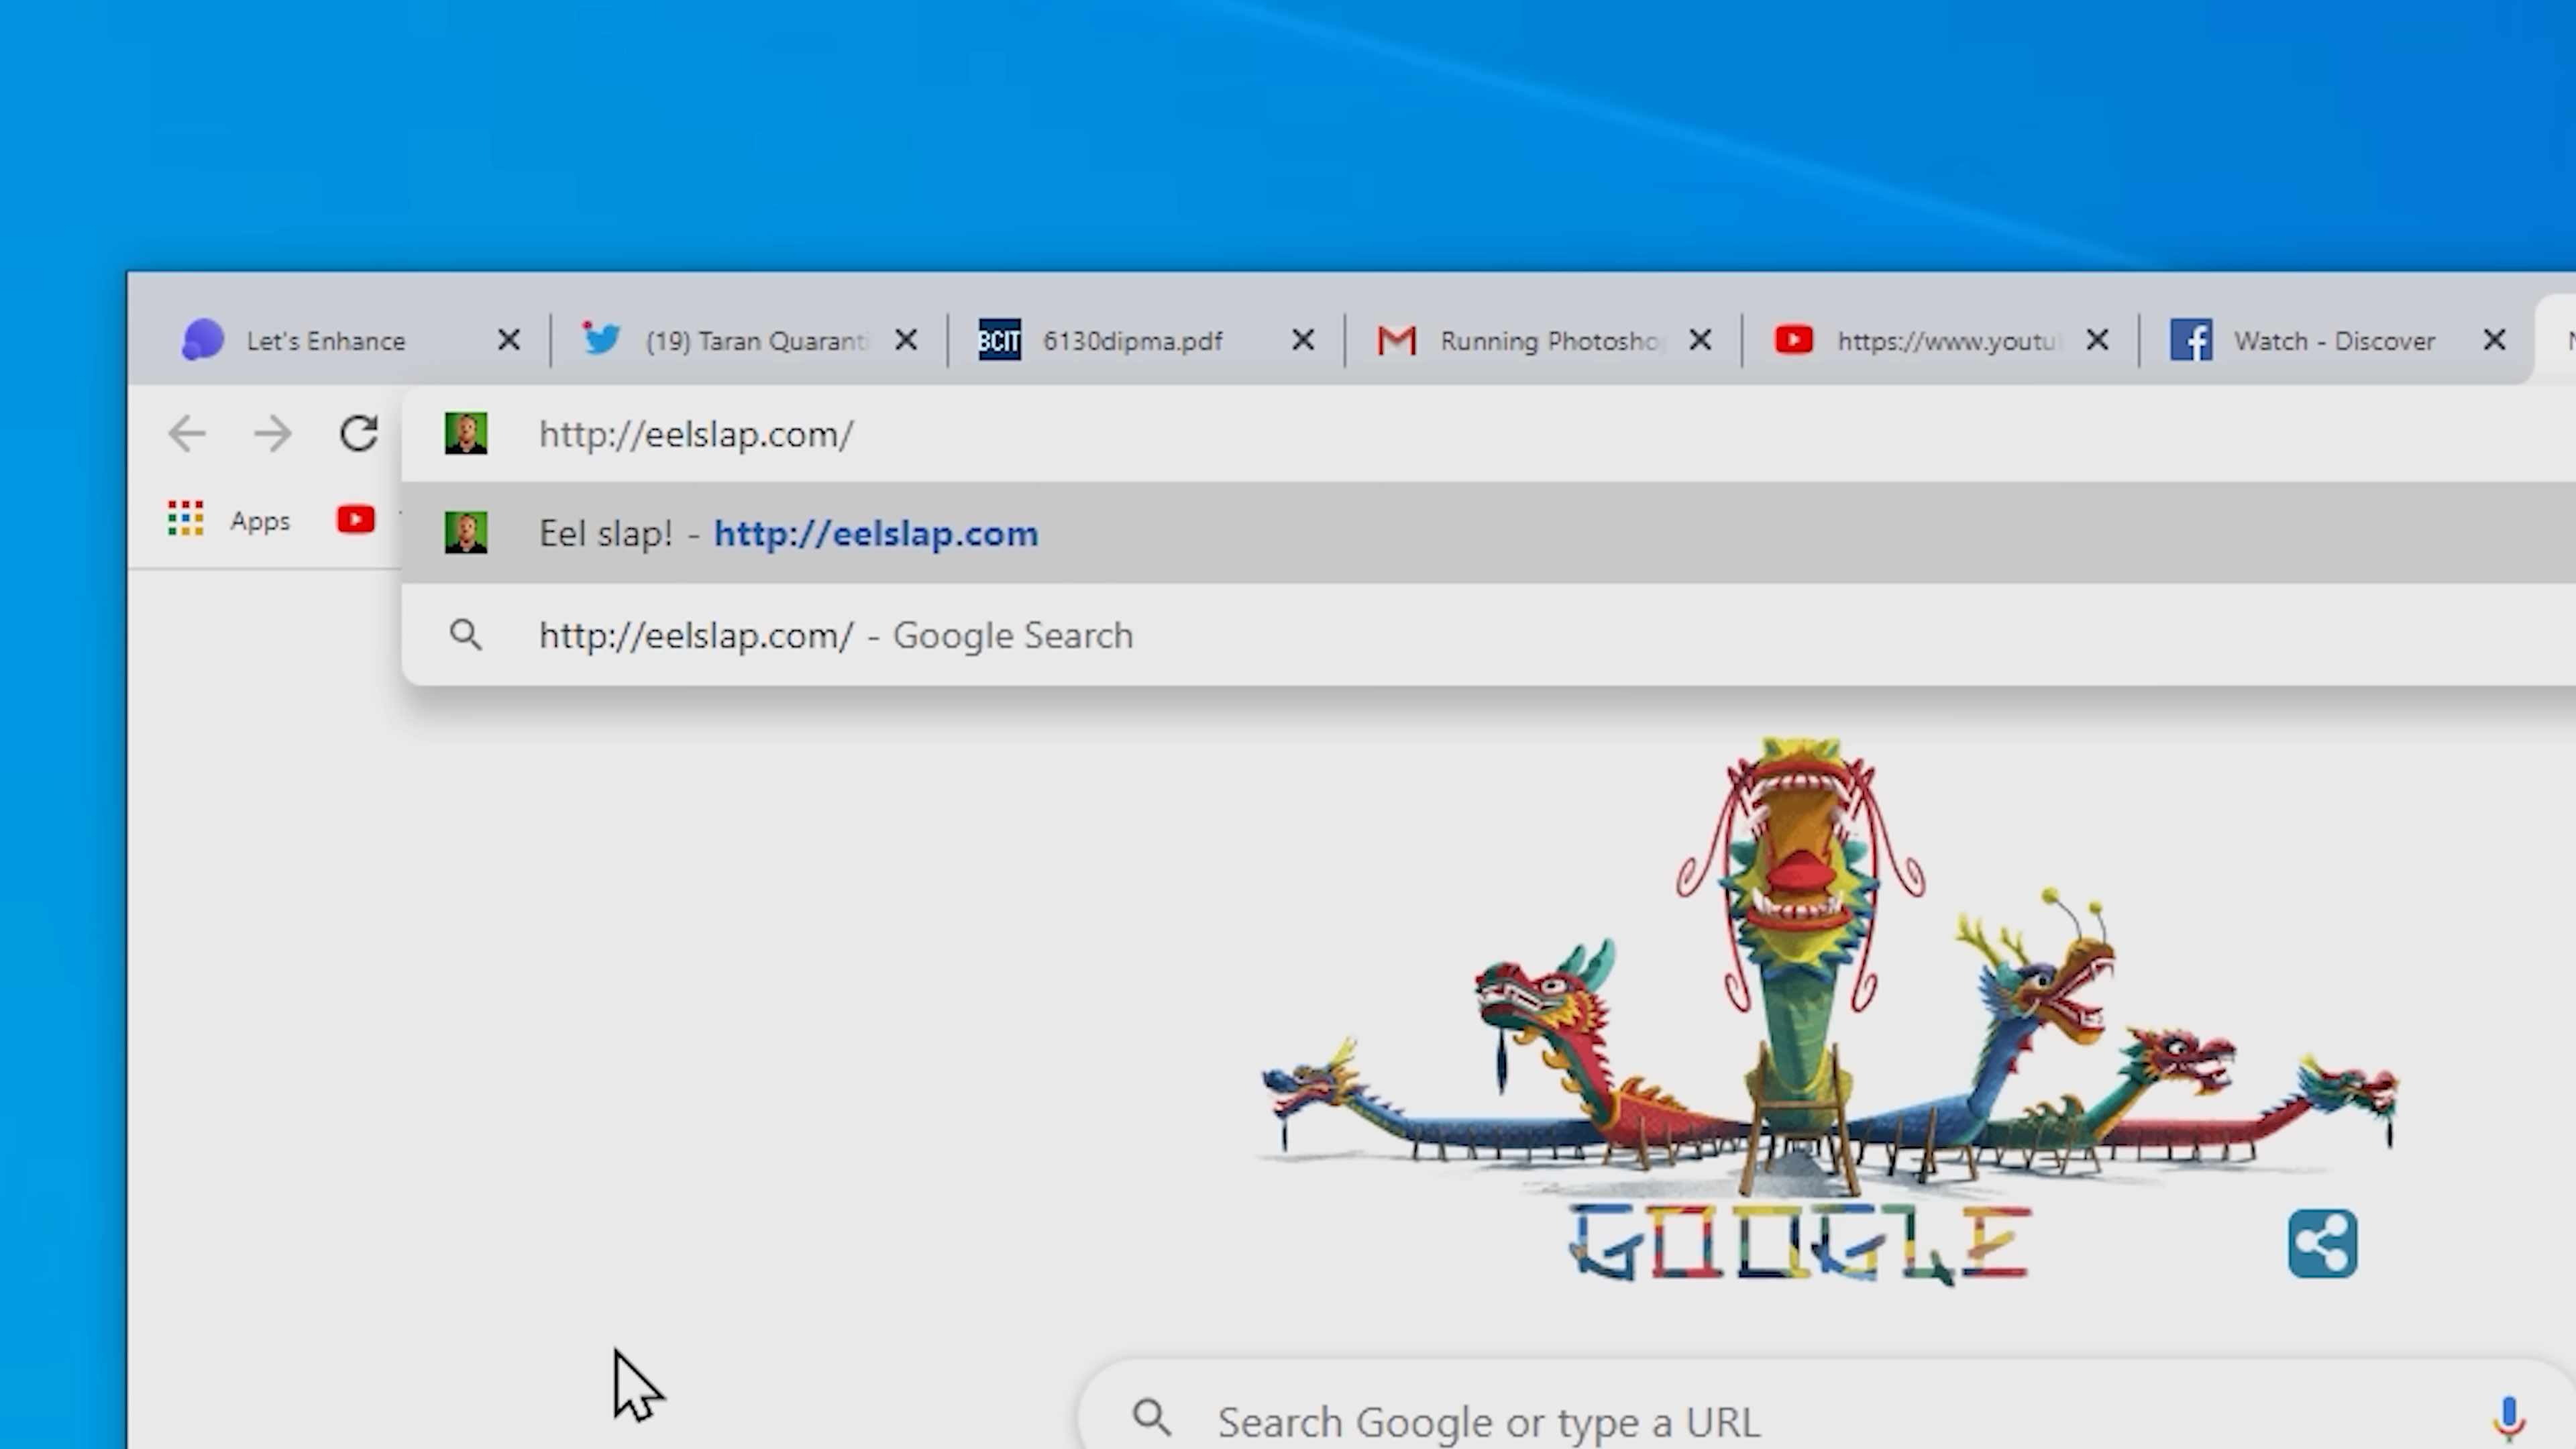 Let's Enhance
(19) Taran Quaranti
BCIT
6130dipma.pdf
Running Photosho
https://www.youtu
Watch - Discover
http://eelslap.com/
Apps
Eel slap! - http://eelslap.com
http://eelslap.com/ - Google Search
GOOGLE
Search Google or type a URL